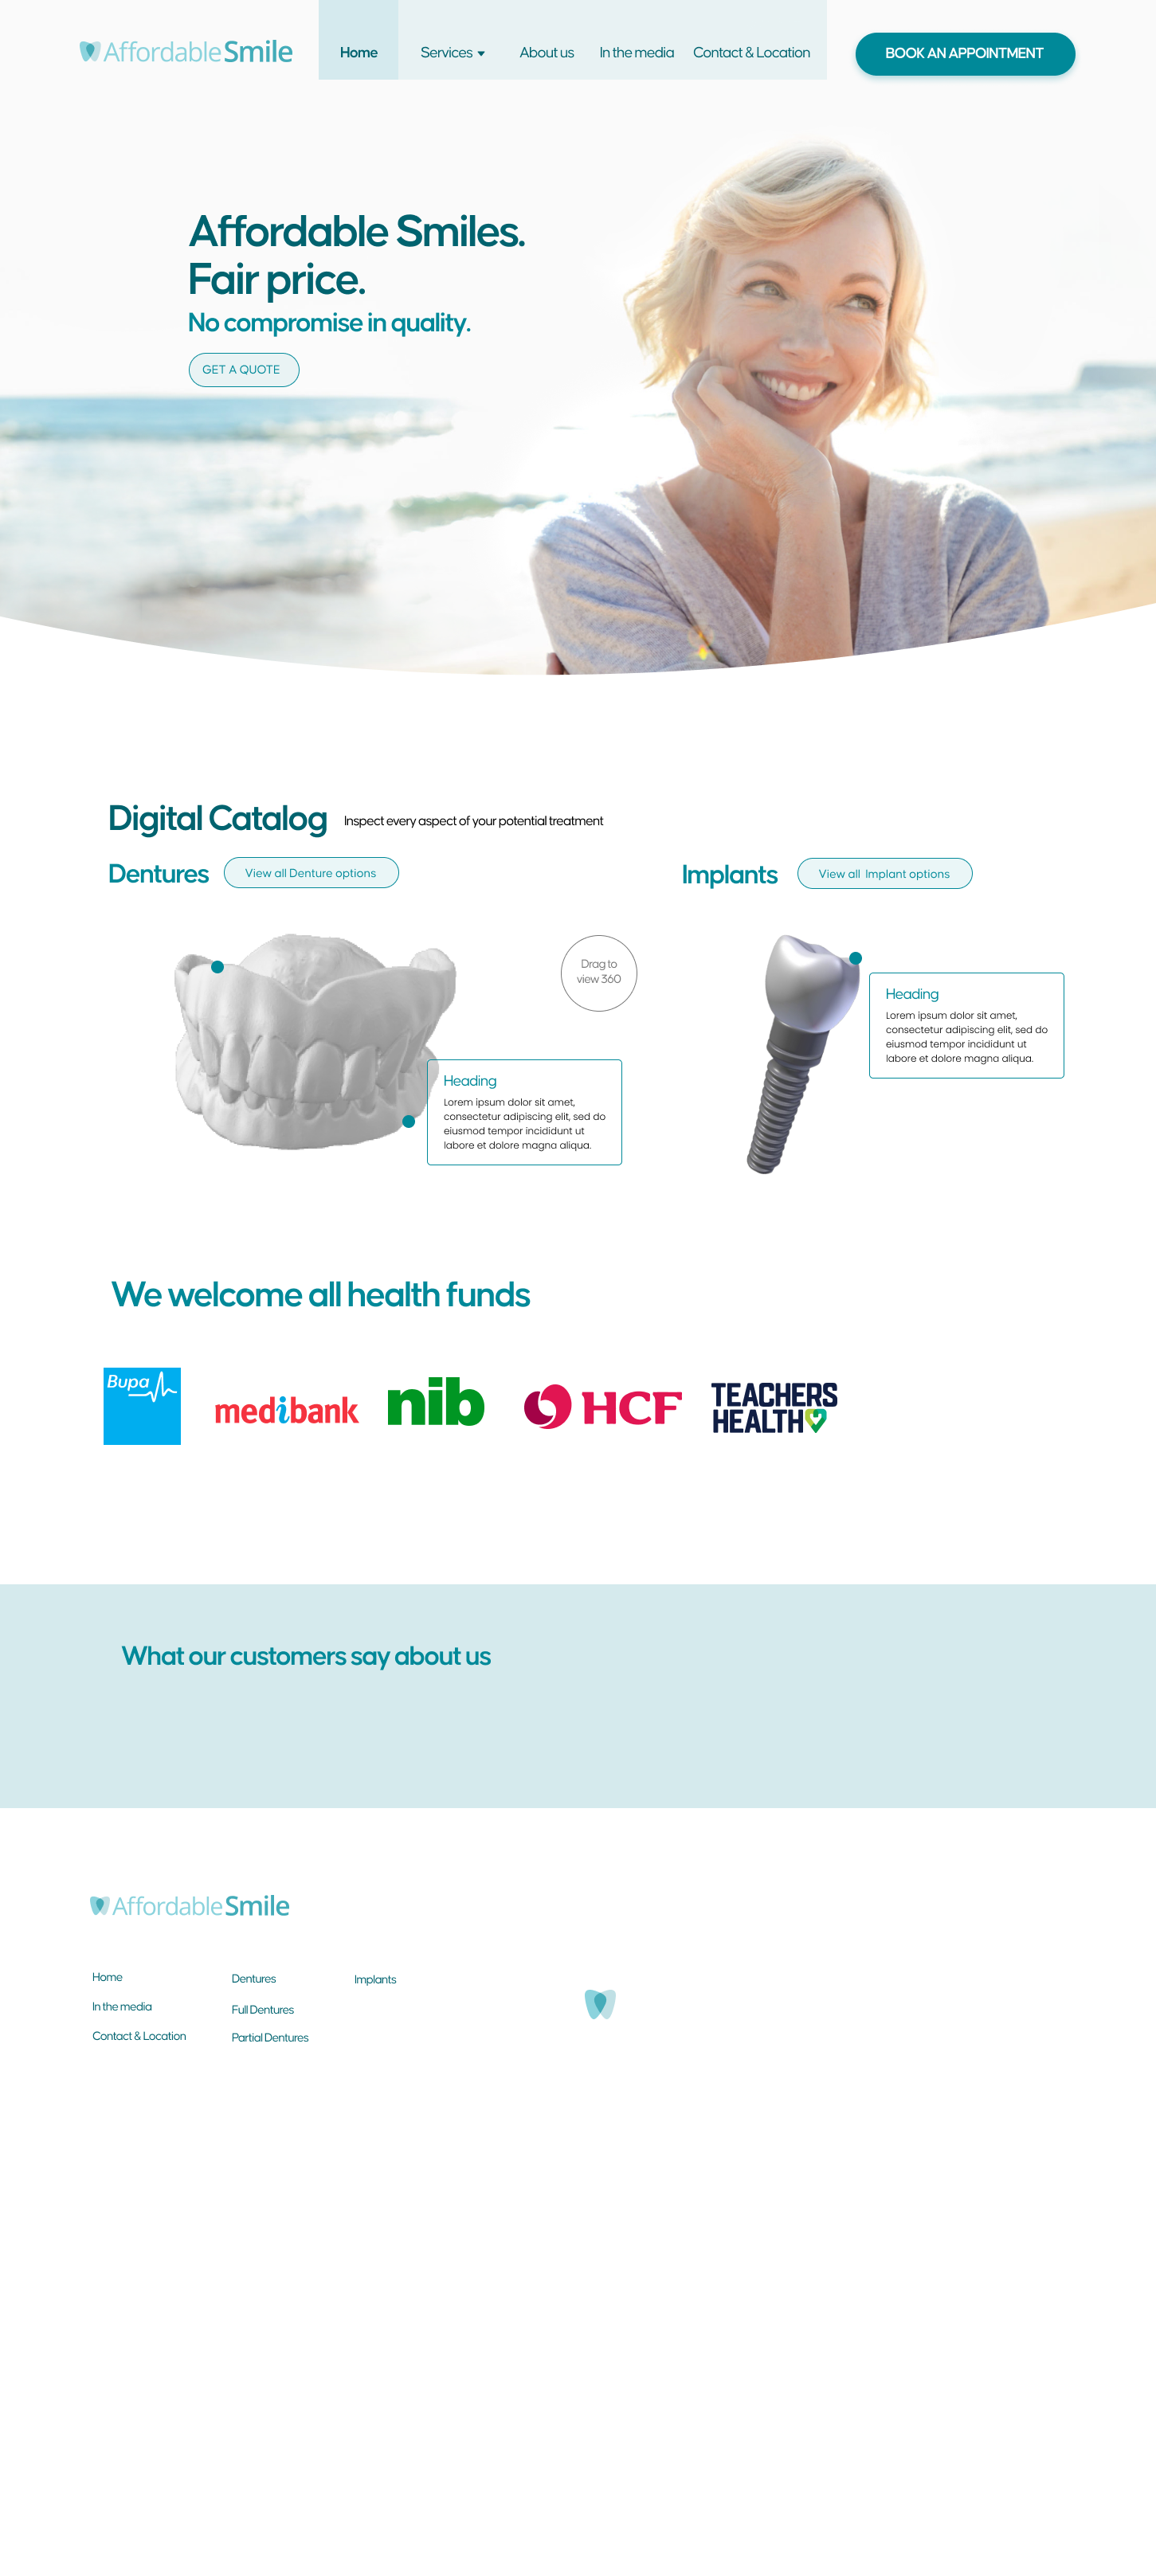 AffordableSmile
Home
Services
About us
In the media
Contact & Location
BOOK AN APPOINTMENT
Affordable Smiles.
Fair price.
No compromise in quality.
GET A QUOTE
Digital Catalog
Inspect every aspect of your potential treatment
Dentures
View all Denture options
Implants
View all Implant options
Drag to
view 360
Heading
Lorem ipsum dolor sit amet,
consectetur adipiscing elit, sed do
eiusmod tempor incididunt ut
labore et dolore magna aliqua.
Heading
Lorem ipsum dolor sit amet,
consectetur adipiscing elit, sed do
eiusmod tempor incididunt ut
labore et dolore magna aliqua.
We welcome all health funds
Bupa
medibank
nib
HCF
TEACHERS
HEALTH
What our customers say about us
AffordableSmile
Home
In the media
Contact & Location
Dentures
Full Dentures
Partial Dentures
Implants